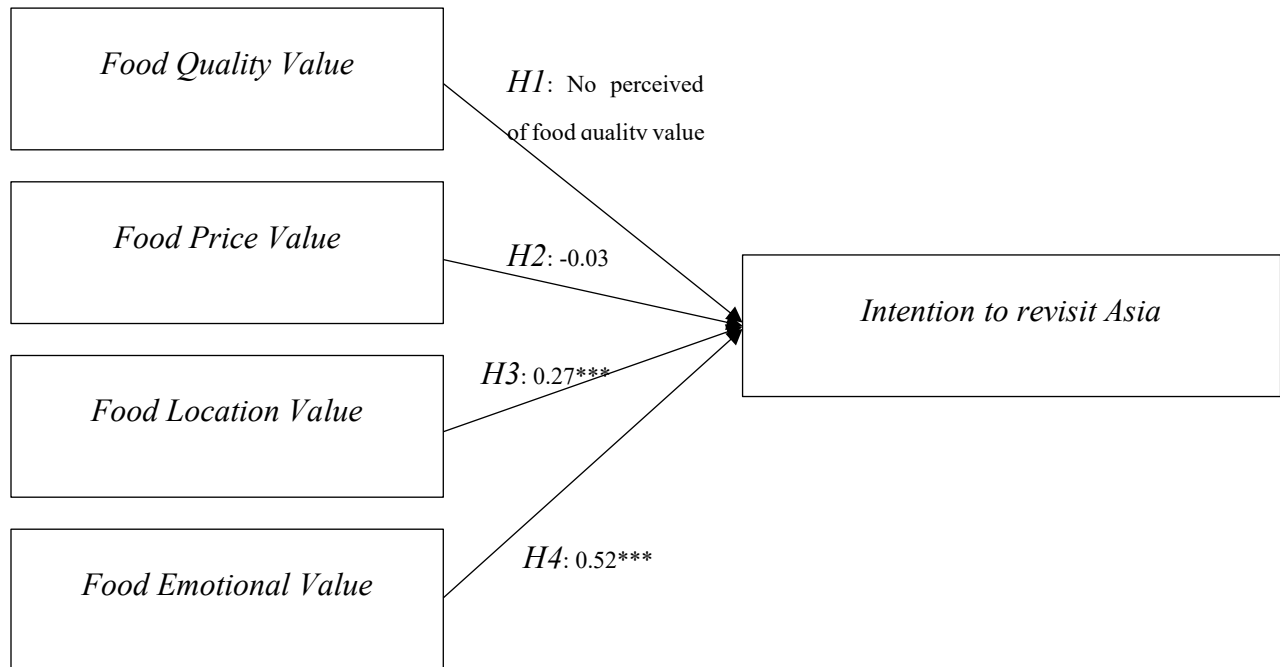 Food Quality Value
H1: No perceived
of food quality value
Food Price Value
H2: -0.03
Intention to revisit Asia
H3: 0.27***
Food Location Value
H4: 0.52***
Food Emotional Value